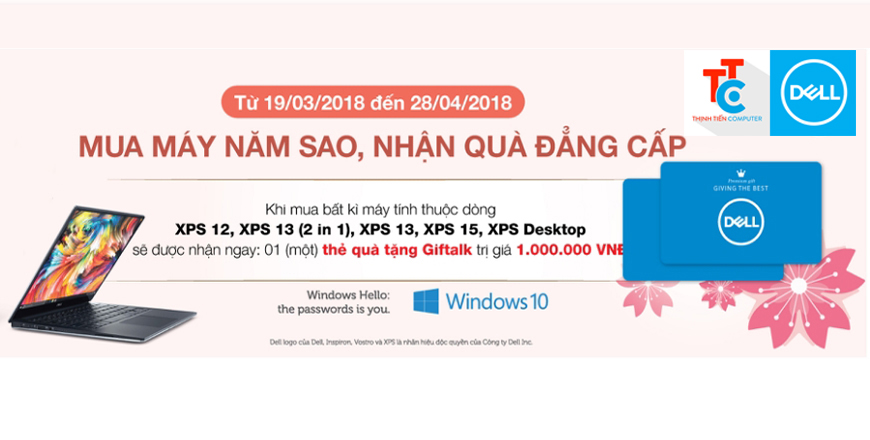 TTC
THỊNH TIẾN COMPUTER
DELL
Từ 19/03/2018 đến 28/04/2018
MUA MÁY NĂM SAO, NHẬN QUÀ ĐẲNG CẤP
Khi mua bất kì máy tính thuộc dòng
XPS 12, XPS 13 (2 in 1), XPS 13, XPS 15, XPS Desktop
sẽ được nhận ngay: 01 (một) thẻ quà tặng Giftalk trị giá 1.000.000 VNĐ
Premium gift
GIVING THE BEST
DELL
Windows Hello:
the passwords is you.
Windows 10
Dell logo của Dell, Inspiron, Vostro và XPS là nhãn hiệu độc quyền của Công ty Dell Inc.